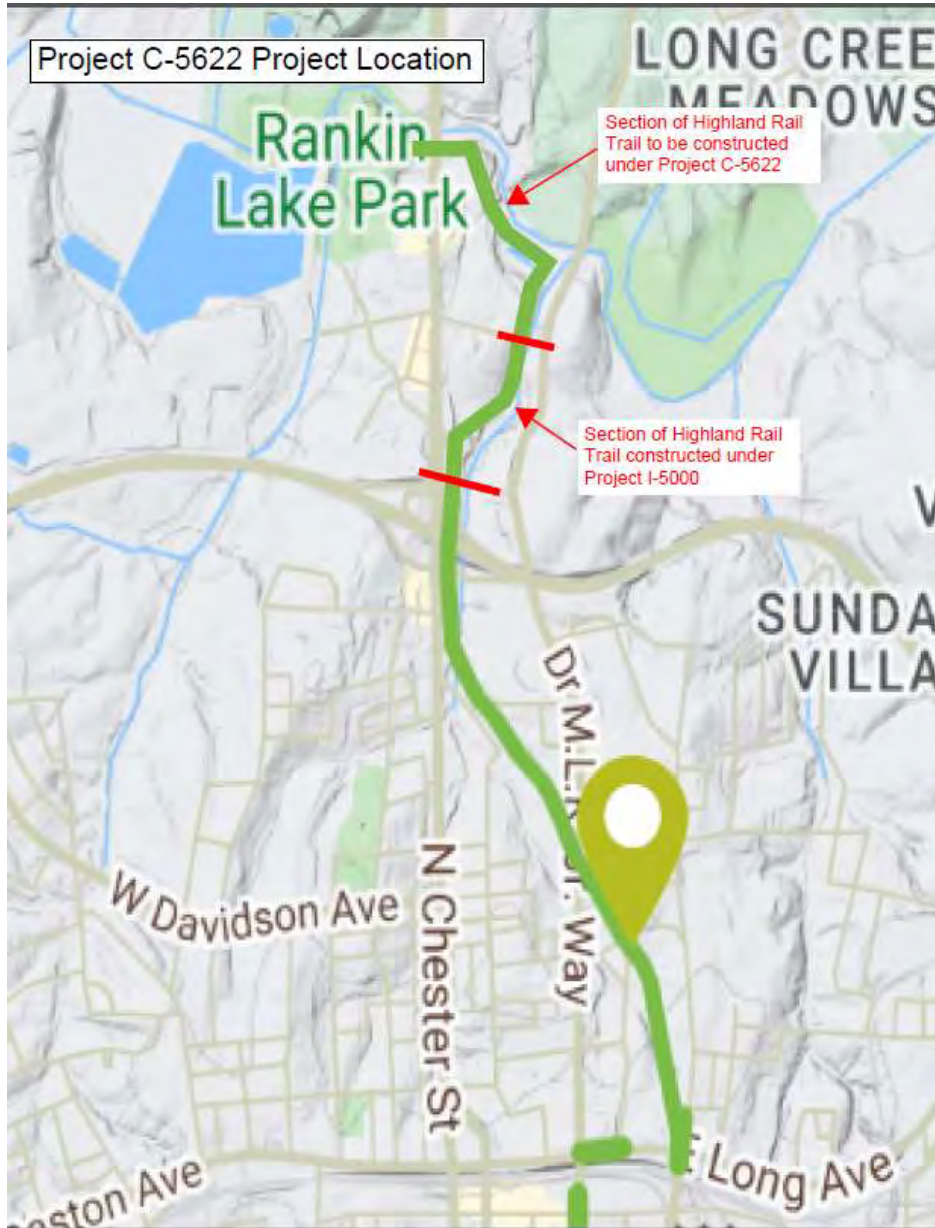 Project C-5622 Project Location
LONG CREE
MEADOWS
Rankin
Lake Park
Section of Highland Rail
Trail to be constructed
under Project C-5622
Section of Highland Rail
Trail constructed under
Project I-5000
V
SUNDA
VILLA
Dr M.L.K Jr. Way
W Davidson Ave
N Chester St
E Long Ave
eston Ave